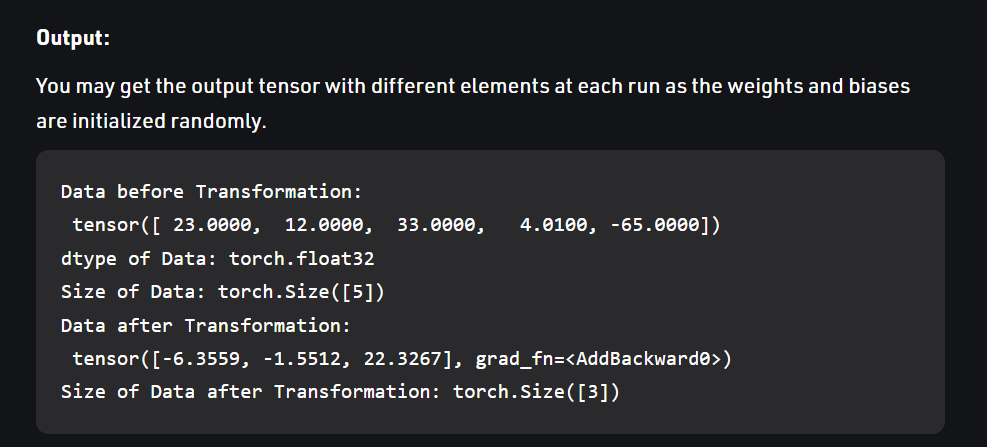 Output:
You may get the output tensor with different elements at each run as the weights and biases
are initialized randomly.
Data before Transformation:
 tensor([ 23.0000,  12.0000,  33.0000,   4.0100, -65.0000])
dtype of Data: torch.float32
Size of Data: torch.Size([5])
Data after Transformation:
 tensor([-6.3559, -1.5512, 22.3267], grad_fn=<AddBackward0>)
Size of Data after Transformation: torch.Size([3])